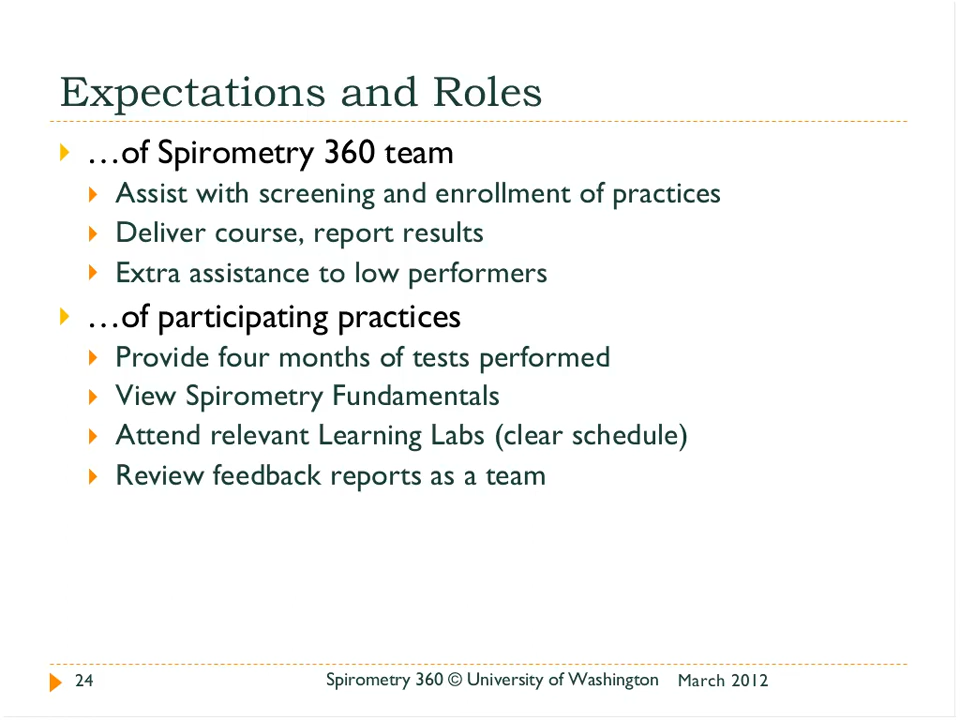 Expectations and Roles
…of Spirometry 360 team
Assist with screening and enrollment of practices
Deliver course, report results
Extra assistance to low performers
…of participating practices
Provide four months of tests performed
View Spirometry Fundamentals
Attend relevant Learning Labs (clear schedule)
Review feedback reports as a team
24 Spirometry 360 © University of Washington March 2012